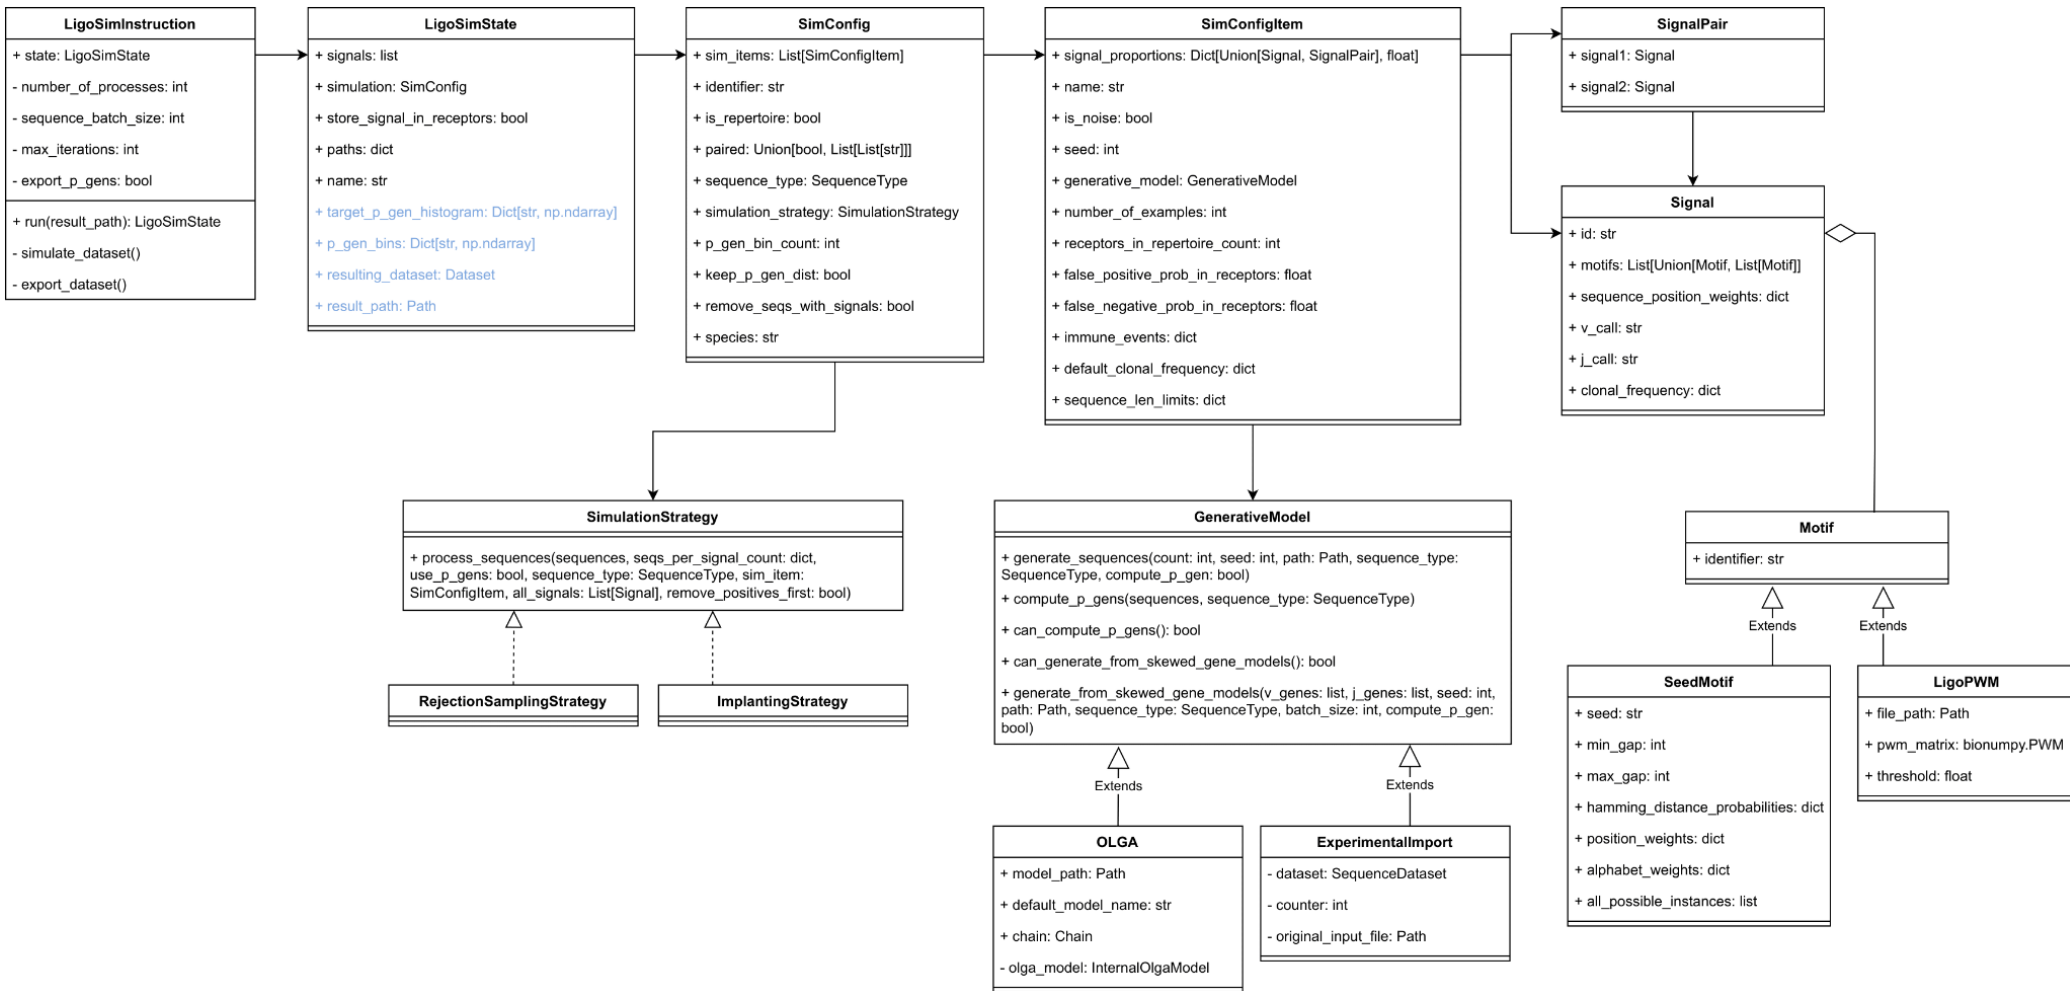 LigoSimInstruction
+ state: LigoSimState
- number_of_processes: int
- sequence_batch_size: int
- max_iterations: int
- export_p_gens: bool
+ run(result_path): LigoSimState
- simulate_dataset()
- export_dataset()
LigoSimState
+ signals: list
+ simulation: SimConfig
+ store_signal_in_receptors: bool
+ paths: dict
+ name: str
+ target_p_gen_histogram: Dict[str, np.ndarray]
+ p_gen_bins: Dict[str, np.ndarray]
+ resulting_dataset: Dataset
+ result_path: Path
SimConfig
+ sim_items: List[SimConfigItem]
+ identifier: str
+ is_repertoire: bool
+ paired: Union[bool, List[List[str]]]
+ sequence_type: SequenceType
+ simulation_strategy: SimulationStrategy
+ p_gen_bin_count: int
+ keep_p_gen_dist: bool
+ remove_seqs_with_signals: bool
+ species: str
SimConfigItem
+ signal_proportions: Dict[Union[Signal, SignalPair], float]
+ name: str
+ is_noise: bool
+ seed: int
+ generative_model: GenerativeModel
+ number_of_examples: int
+ receptors_in_repertoire_count: int
+ false_positive_prob_in_receptors: float
+ false_negative_prob_in_receptors: float
+ immune_events: dict
+ default_clonal_frequency: dict
+ sequence_len_limits: dict
SignalPair
+ signal1: Signal
+ signal2: Signal
Signal
+ id: str
+ motifs: List[Union[Motif, List[Motif]]
+ sequence_position_weights: dict
+ v_call: str
+ j_call: str
+ clonal_frequency: dict
SimulationStrategy
+ process_sequences(sequences, seqs_per_signal_count: dict,
use_p_gens: bool, sequence_type: SequenceType, sim_item:
SimConfigItem, all_signals: List[Signal], remove_positives_first: bool)
RejectionSamplingStrategy
ImplantingStrategy
GenerativeModel
+ generate_sequences(count: int, seed: int, path: Path, sequence_type:
SequenceType, compute_p_gen: bool)
+ compute_p_gens(sequences, sequence_type: SequenceType)
+ can_compute_p_gens(): bool
+ can_generate_from_skewed_gene_models(): bool
+ generate_from_skewed_gene_models(v_genes: list, j_genes: list, seed: int,
path: Path, sequence_type: SequenceType, batch_size: int, compute_p_gen:
bool)
Extends
Extends
OLGA
+ model_path: Path
+ default_model_name: str
+ chain: Chain
- olga_model: InternalOlgaModel
ExperimentalImport
- dataset: SequenceDataset
- counter: int
- original_input_file: Path
Motif
+ identifier: str
Extends
Extends
SeedMotif
+ seed: str
+ min_gap: int
+ max_gap: int
+ hamming_distance_probabilities: dict
+ position_weights: dict
+ alphabet_weights: dict
+ all_possible_instances: list
LigoPWM
+ file_path: Path
+ pwm_matrix: bionumpy.PWM
+ threshold: float